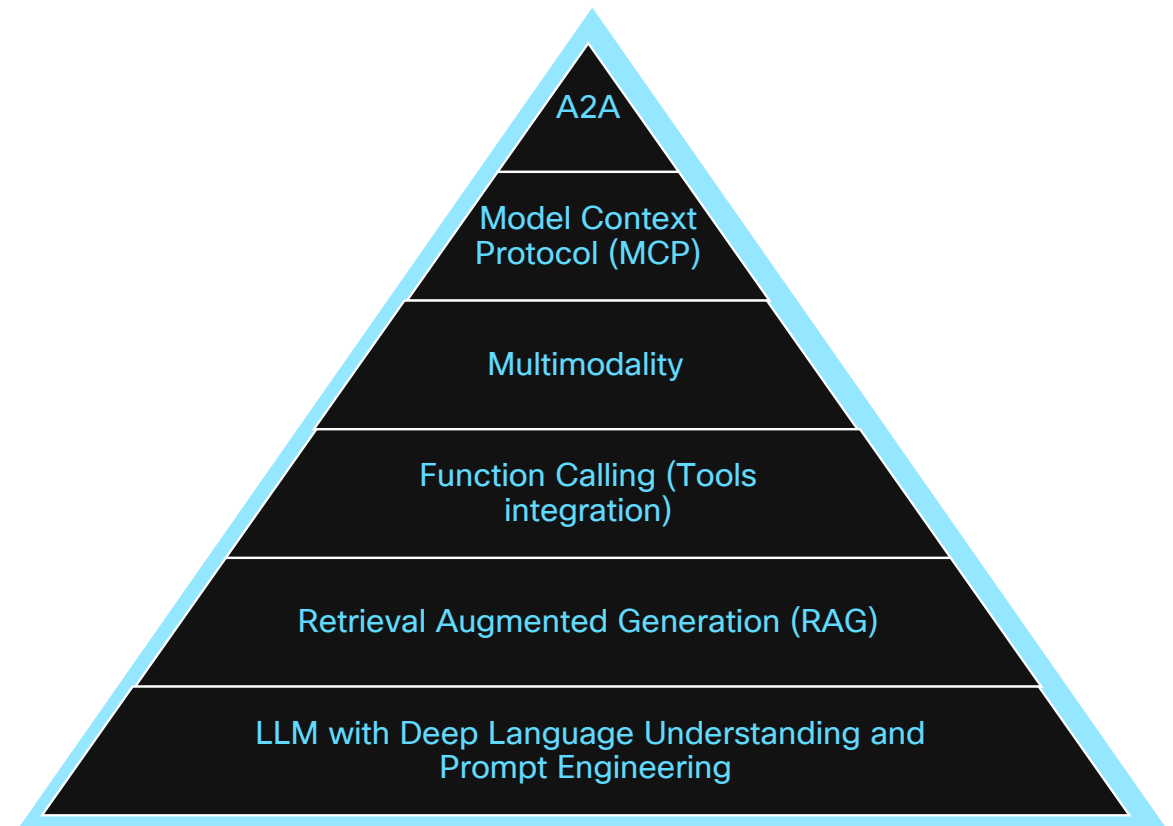 A2A
Model Context
Protocol (MCP)
Multimodality
Function Calling (Tools
integration)
Retrieval Augmented Generation (RAG)
LLM with Deep Language Understanding and
Prompt Engineering